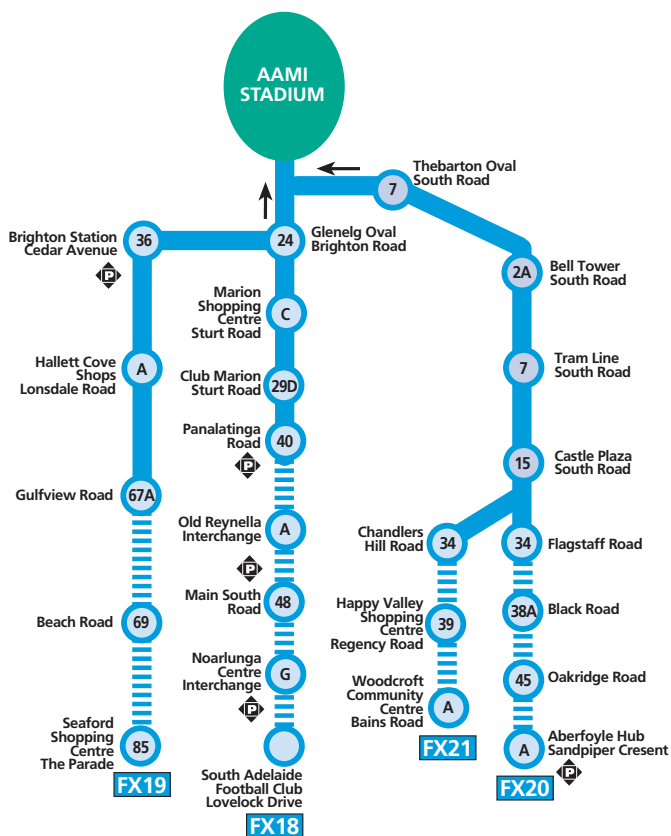 AAMI
STADIUM
Thebarton Oval
South Road
7
Brighton Station
Cedar Avenue
36
P
24
Glenelg Oval
Brighton Road
2A
Bell Tower
South Road
Marion
Shopping
Centre
Sturt Road
C
Hallett Cove
Shops
Lonsdale Road
A
Club Marion
Sturt Road
29D
7
Tram Line
South Road
Panalatinga
Road
40
P
15
Castle Plaza
South Road
Gulfview Road
67A
Old Reynella
Interchange
A
P
Chandlers
Hill Road
34
34
Flagstaff Road
Main South
Road
48
Beach Road
69
Happy Valley
Shopping
Centre
Regency Road
39
38A
Black Road
Noarlunga
Centre
Interchange
G
P
Woodcroft
Community
Centre
Bains Road
A
45
Oakridge Road
Seaford
Shopping
Centre
The Parade
85
FX19
South Adelaide
Football Club
Lovelock Drive
FX18
FX21
A
Aberfoyle Hub
Sandpiper Cresent
P
FX20